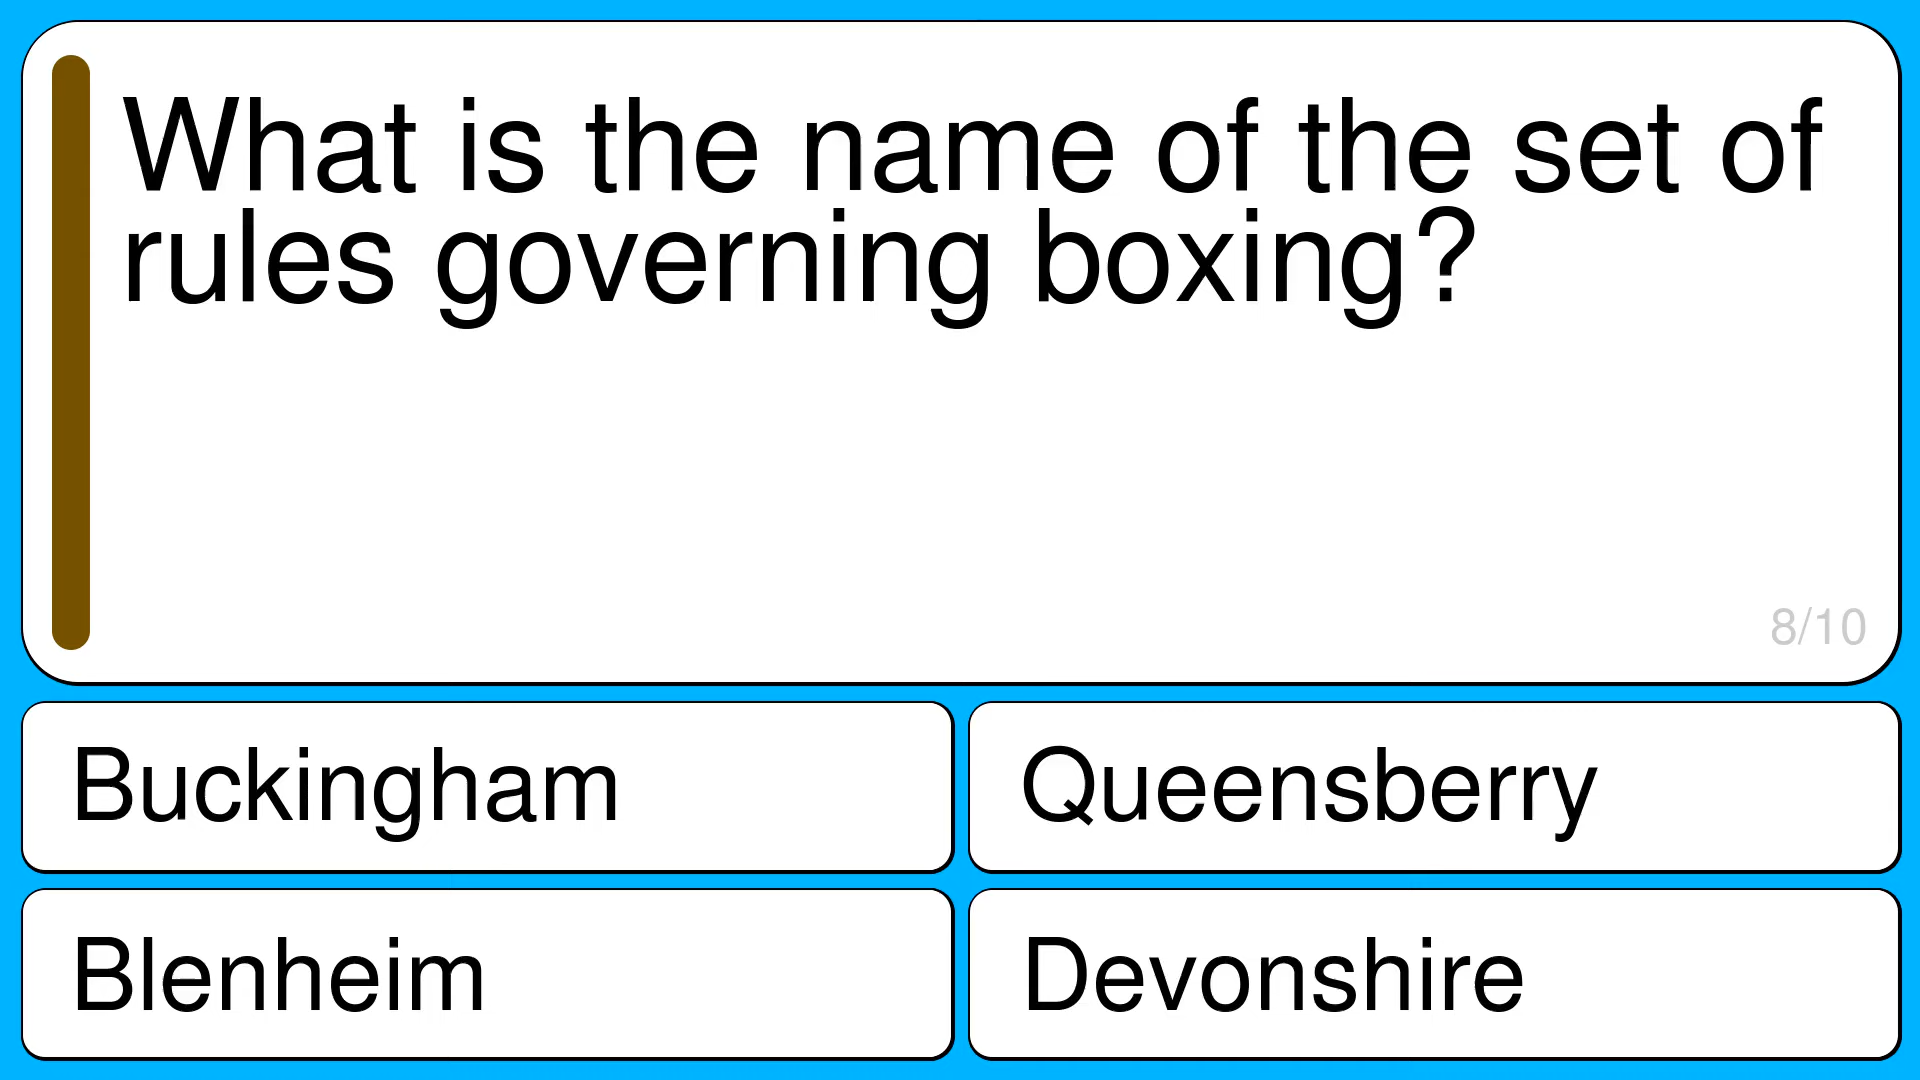 What is the name of the set of
rules governing boxing?
8/10
Buckingham
Queensberry
Blenheim
Devonshire